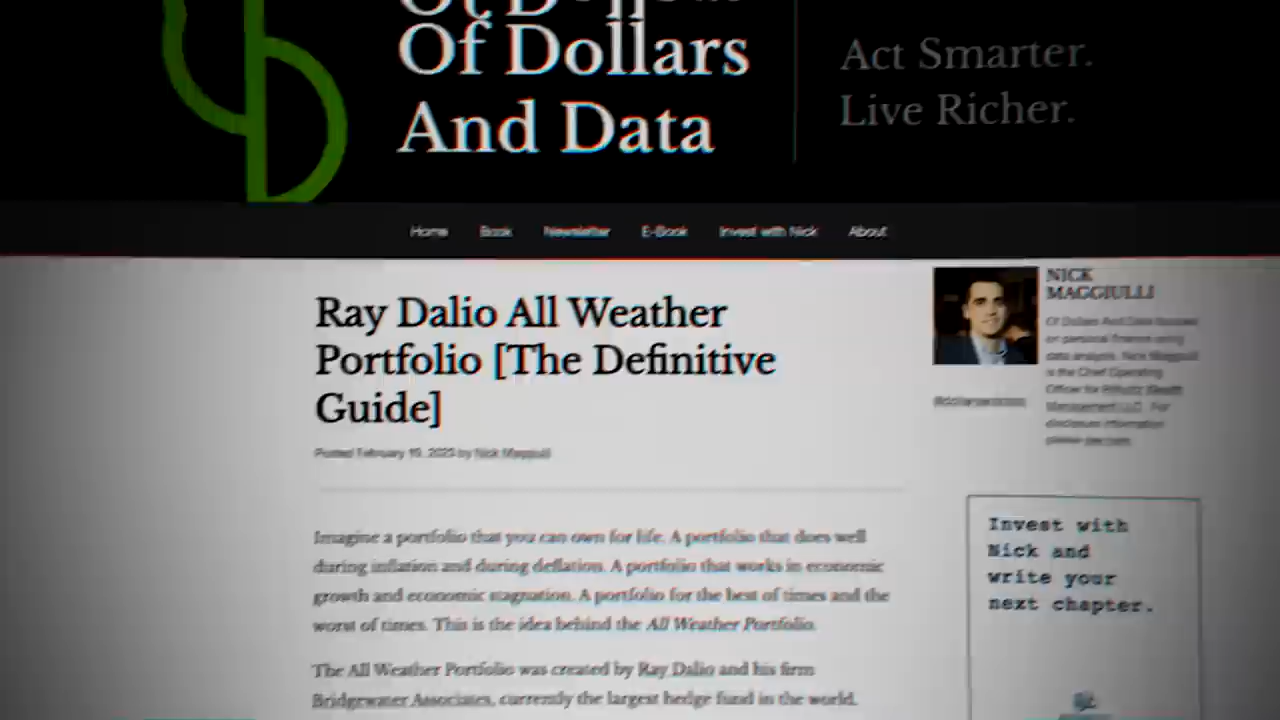 Of Dollars
And Data
Act Smarter.
Live Richer.
Home Book Newsletter E-Book Invest with Nick About
Ray Dalio All Weather
Portfolio [The Definitive
Guide]
Posted February 15, 2023 by Nick Maggiulli
Imagine a portfolio that you can own for life. A portfolio that does well
during inflation and during deflation. A portfolio that works in economic
growth and economic stagnation. A portfolio for the best of times and the
worst of times. This is the idea behind the All Weather Portfolio.
The All Weather Portfolio was created by Ray Dalio and his firm
Bridgewater Associates, currently the largest hedge fund in the world.
NICK
MAGGIULLI
Of Dollars And Data focuses
on personal finance using
data analysis. Nick Maggiulli
is the Chief Operating
Officer for Ritholtz Wealth
Management LLC. For
disclosure information
please see here.
Invest with
Nick and
write your
next chapter.